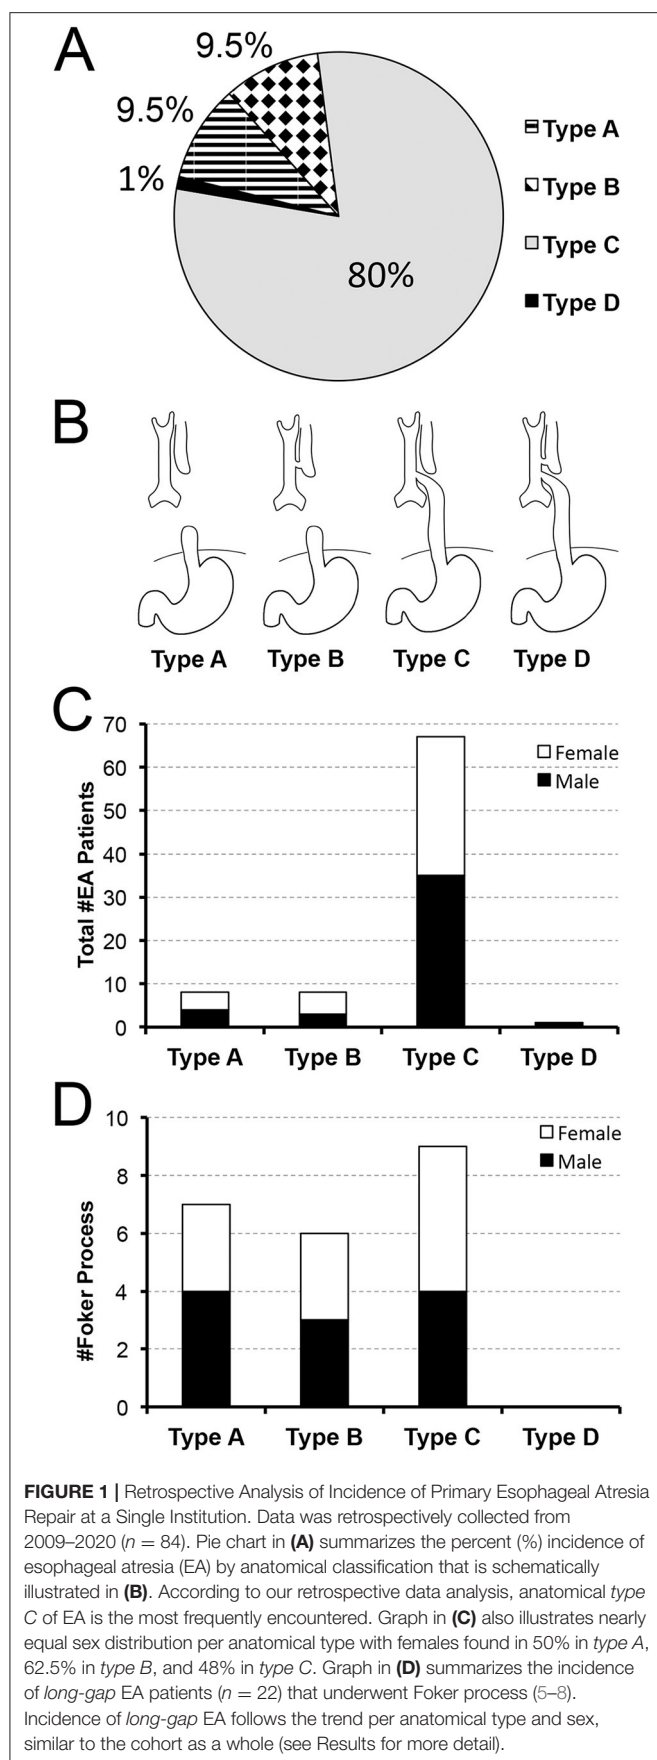 A
9.5%
9.5%
1%
80%
Type A
Type B
Type C
Type D
B
Type A Type B Type C Type D
C
Total #EA Patients
70
60
50
40
30
20
10
0
Female
Male
Type A Type B Type C Type D
D
#Foker Process
10
8
6
4
2
0
Female
Male
Type A Type B Type C Type D
FIGURE 1 | Retrospective Analysis of Incidence of Primary Esophageal Atresia
Repair at a Single Institution. Data was retrospectively collected from
2009–2020 (n = 84). Pie chart in (A) summarizes the percent (%) incidence of
esophageal atresia (EA) by anatomical classification that is schematically
illustrated in (B). According to our retrospective data analysis, anatomical type
C of EA is the most frequently encountered. Graph in (C) also illustrates nearly
equal sex distribution per anatomical type with females found in 50% in type A,
62.5% in type B, and 48% in type C. Graph in (D) summarizes the incidence
of long-gap EA patients (n = 22) that underwent Foker process (5–8).
Incidence of long-gap EA follows the trend per anatomical type and sex,
similar to the cohort as a whole (see Results for more detail).